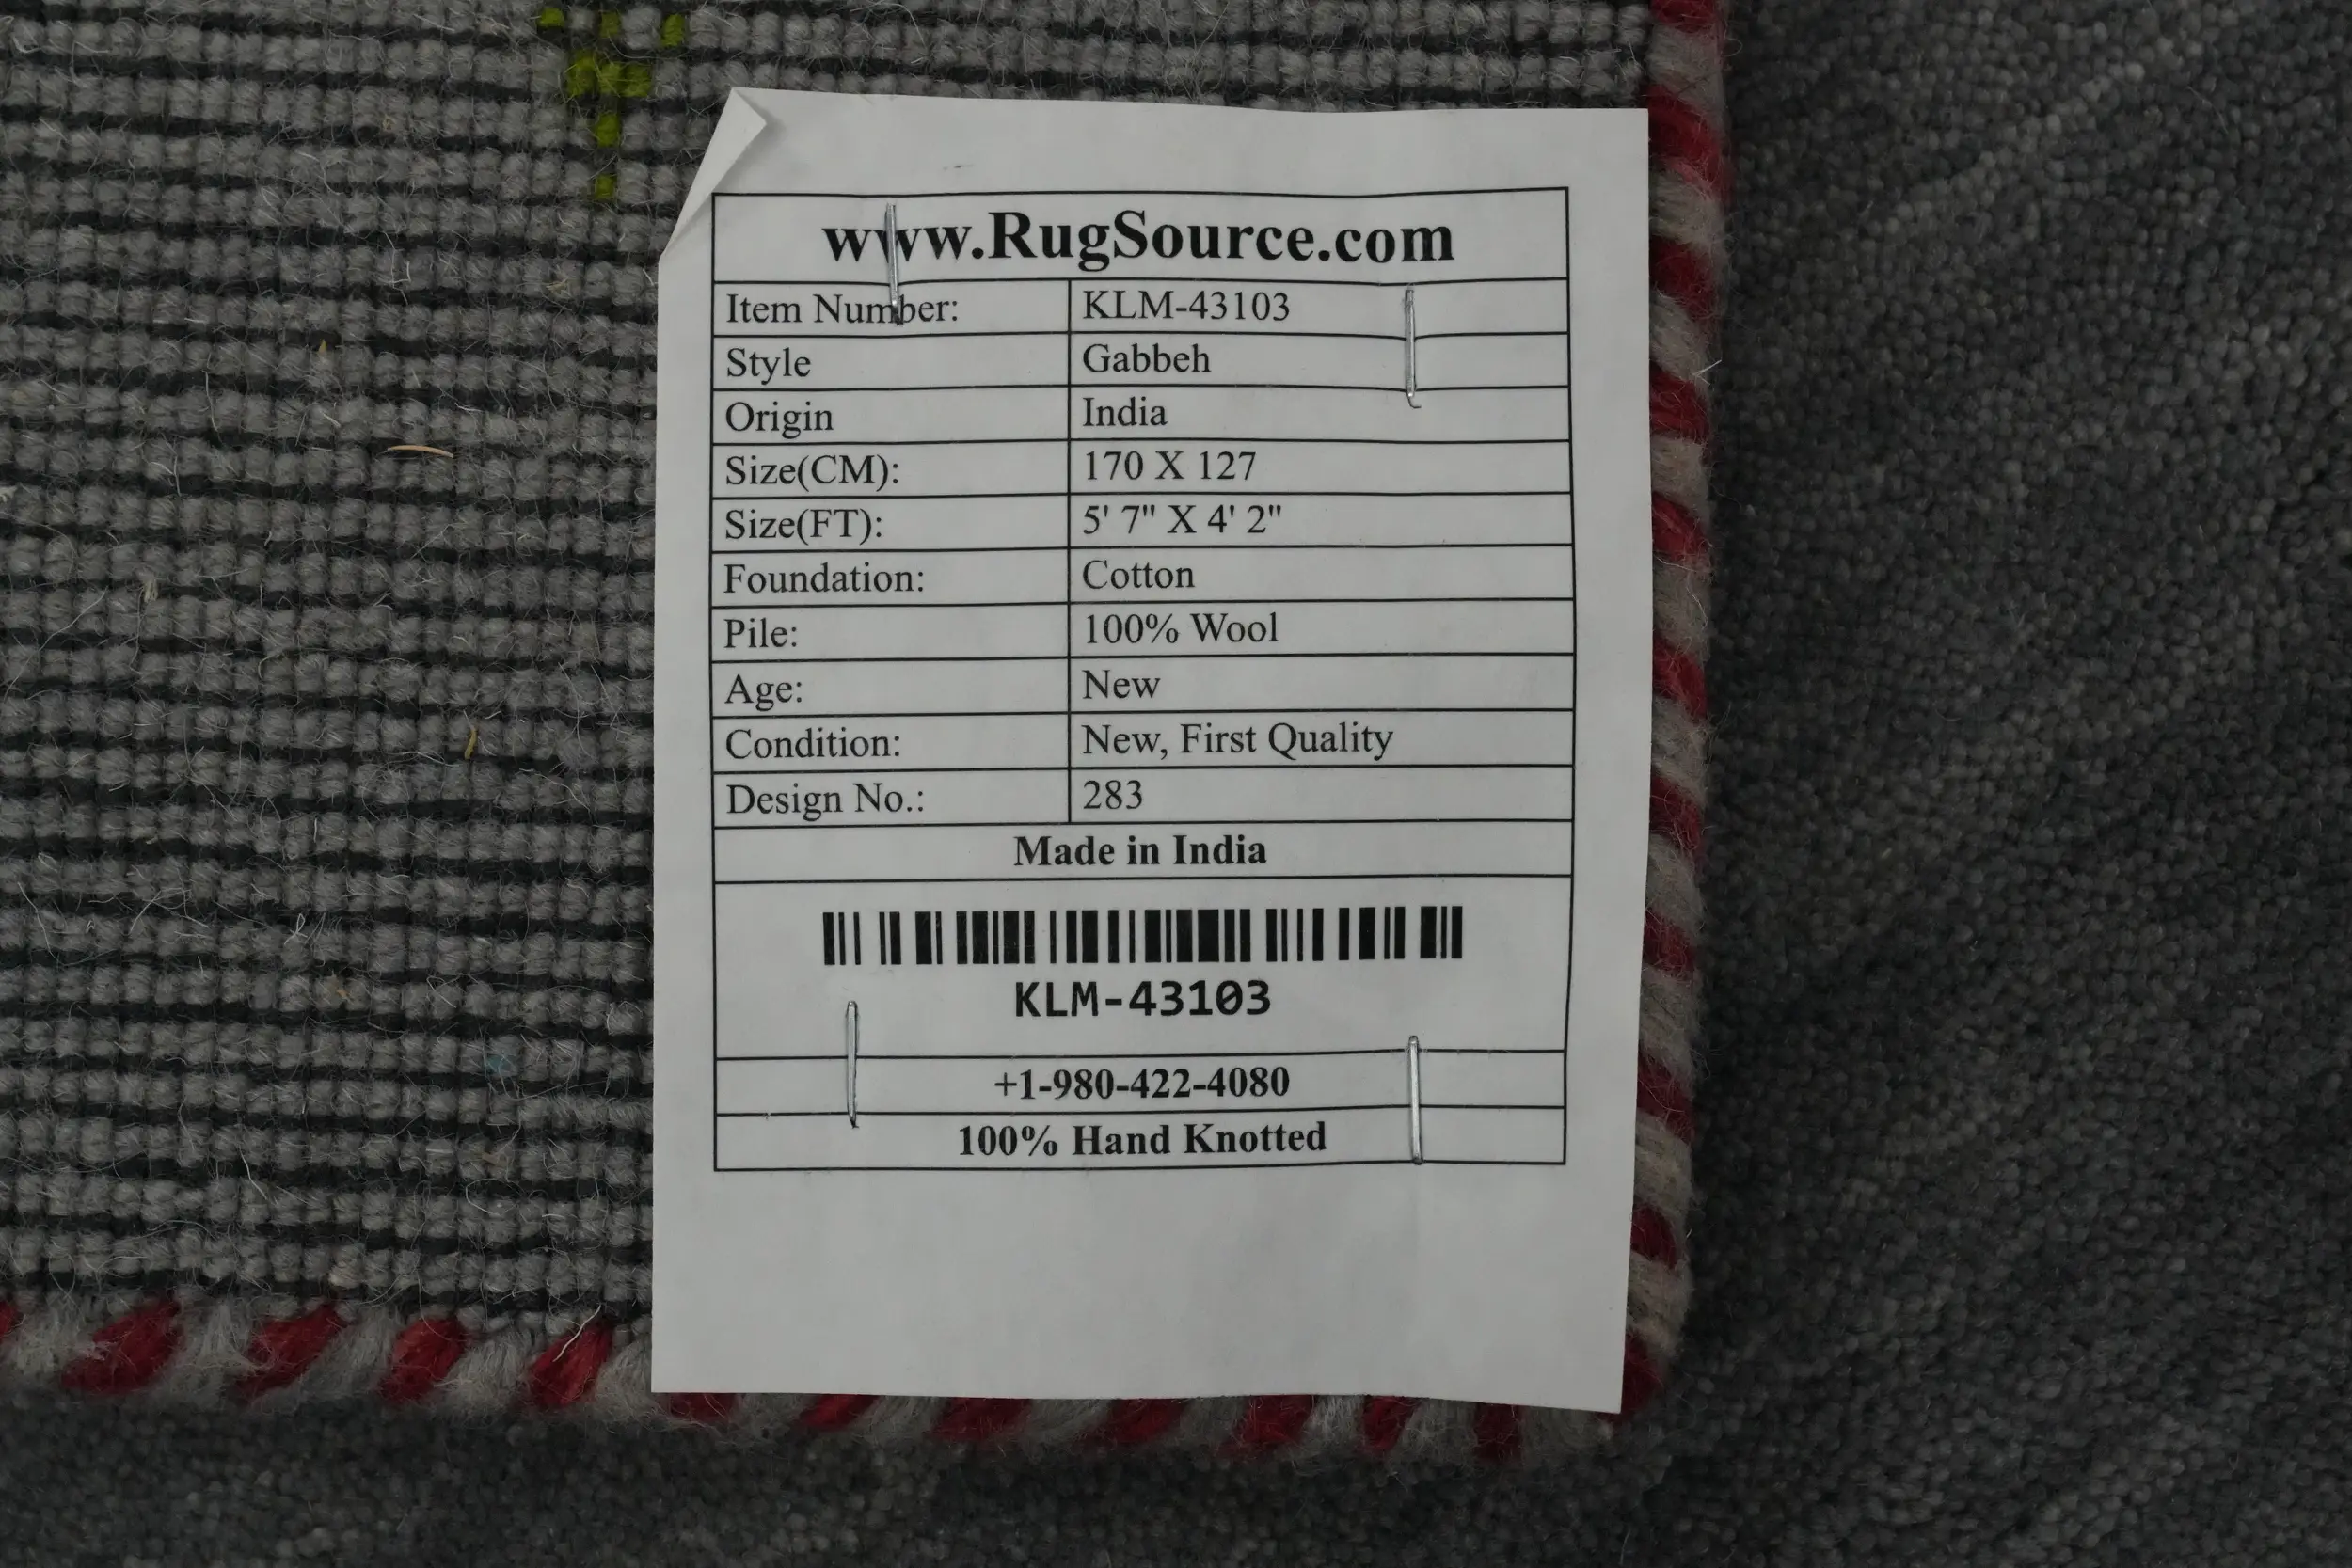 www.RugSource.com
Item Number: KLM-43103
Style Gabbeh
Origin India
Size(CM): 170 X 127
Size(FT): 5' 7" X 4' 2"
Foundation: Cotton
Pile: 100% Wool
Age: New
Condition: New, First Quality
Design No.: 283
Made in India
KLM-43103
+1-980-422-4080
100% Hand Knotted